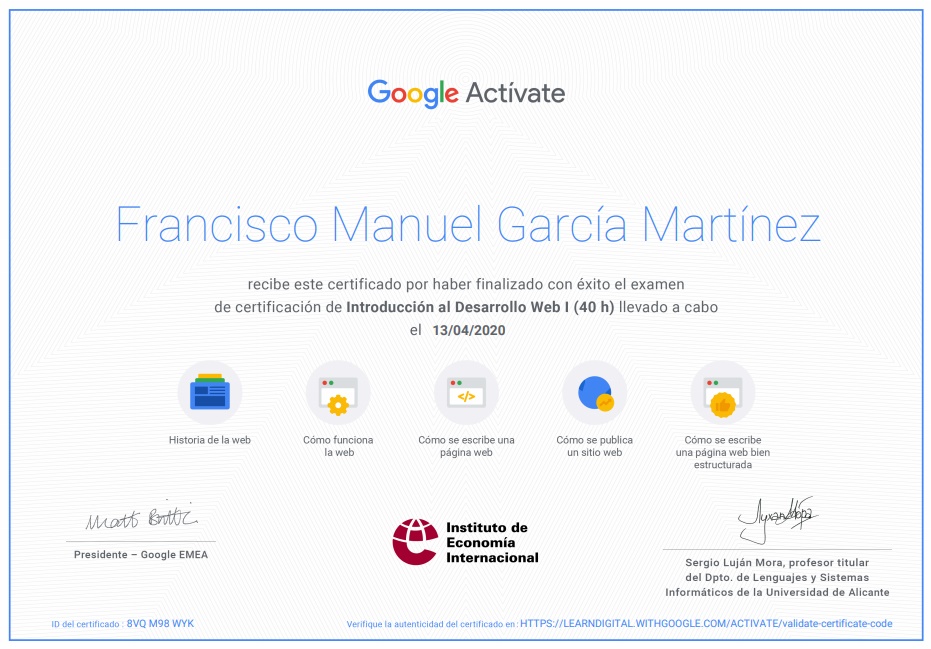 Google Actívate
Francisco Manuel García Martínez
recibe este certificado por haber finalizado con éxito el examen
de certificación de Introducción al Desarrollo Web I (40 h) llevado a cabo
el 13/04/2020
Historia de la web
Cómo funciona
la web
</>
Cómo se escribe una
página web
Cómo se publica
un sitio web
Cómo se escribe
una página web bien
estructurada
Matt Brittin
Presidente – Google EMEA
Instituto de
Economía
Internacional
Sergio Luján Mora, profesor titular
del Dpto. de Lenguajes y Sistemas
Informáticos de la Universidad de Alicante
ID del certificado : 8VQ M98 WYK
Verifique la autenticidad del certificado en: HTTPS://LEARNDIGITAL.WITHGOOGLE.COM/ACTIVATE/validate-certificate-code